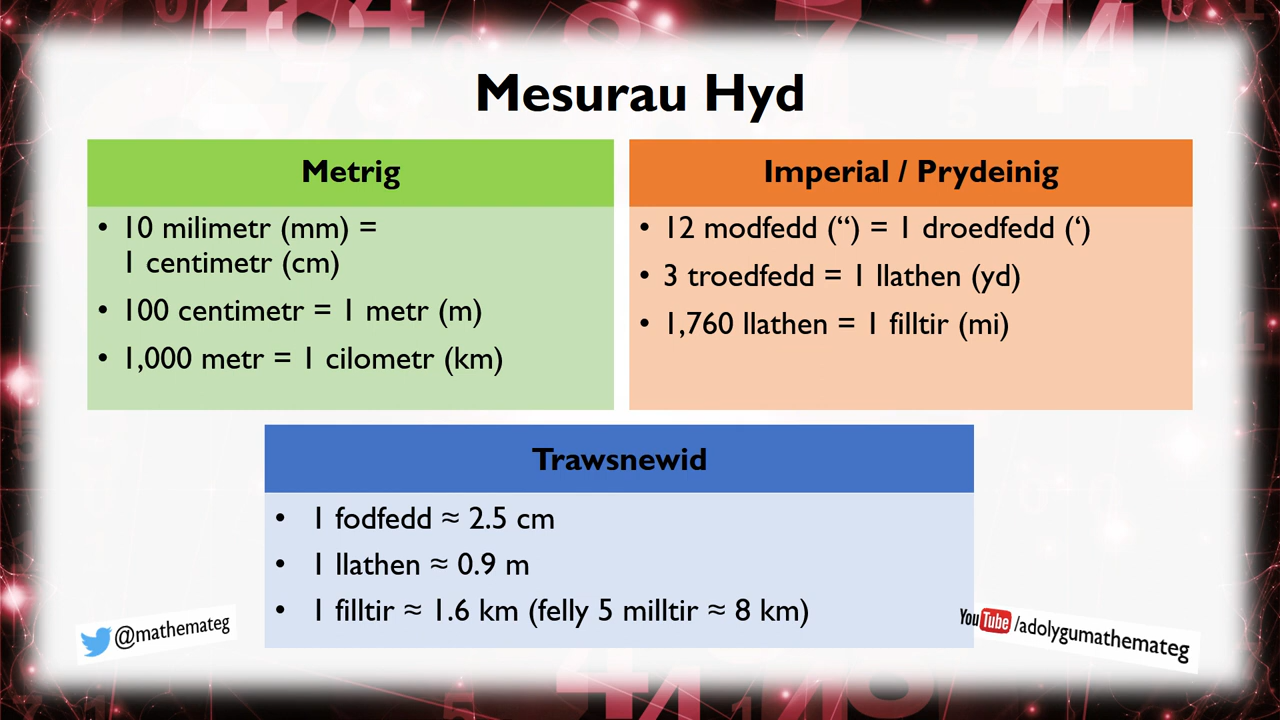 Mesurau Hyd
Metrig
• 10 milimetr (mm) =
1 centimetr (cm)
• 100 centimetr = 1 metr (m)
• 1,000 metr = 1 cilometr (km)
Imperial / Prydeinig
• 12 modfedd (“) = 1 droedfedd (‘)
• 3 troedfedd = 1 llathen (yd)
• 1,760 llathen = 1 filltir (mi)
Trawsnewid
• 1 fodfedd ≈ 2.5 cm
• 1 llathen ≈ 0.9 m
• 1 filltir ≈ 1.6 km (felly 5 milltir ≈ 8 km)
@mathemateg
YouTube /adolygumathemateg